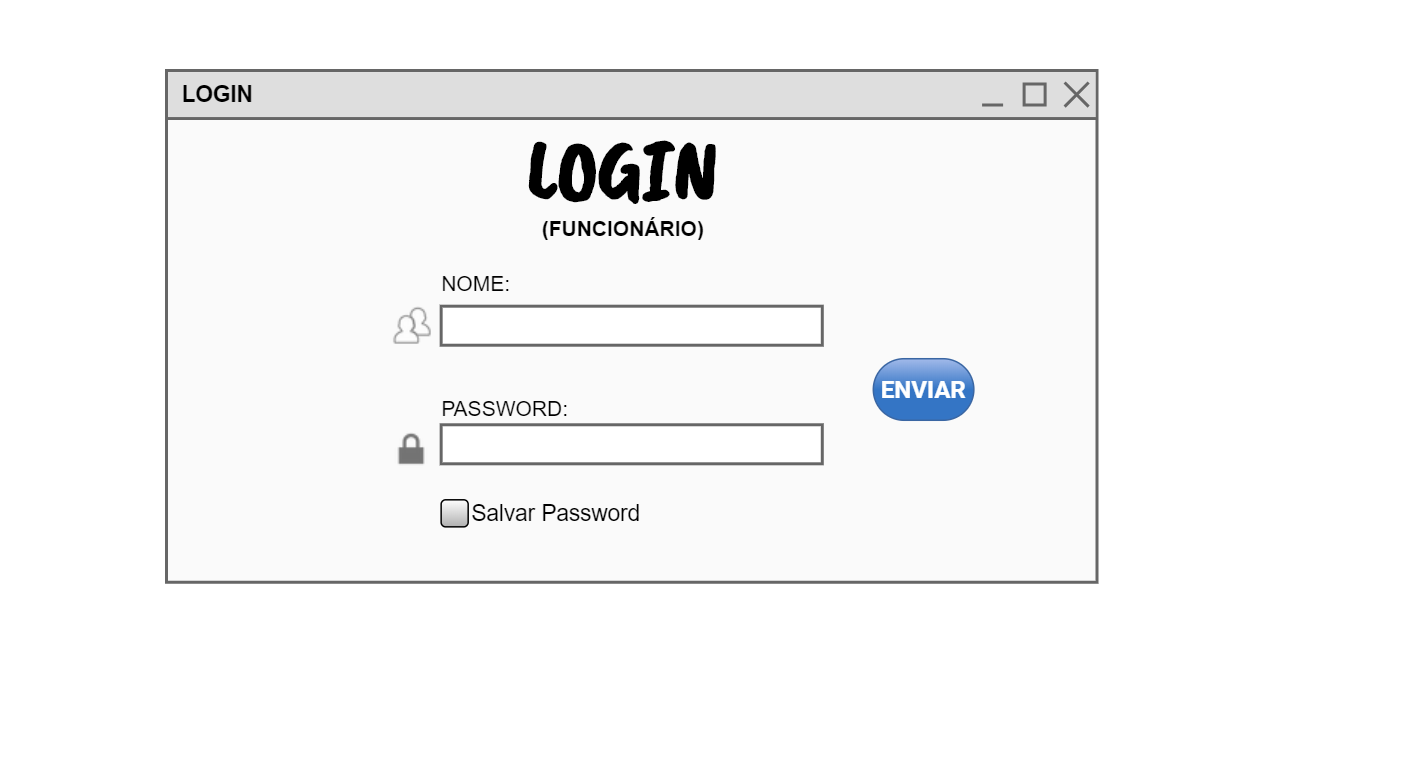 LOGIN
LOGIN
(FUNCIONÁRIO)
NOME:
ENVIAR
PASSWORD:
Salvar Password